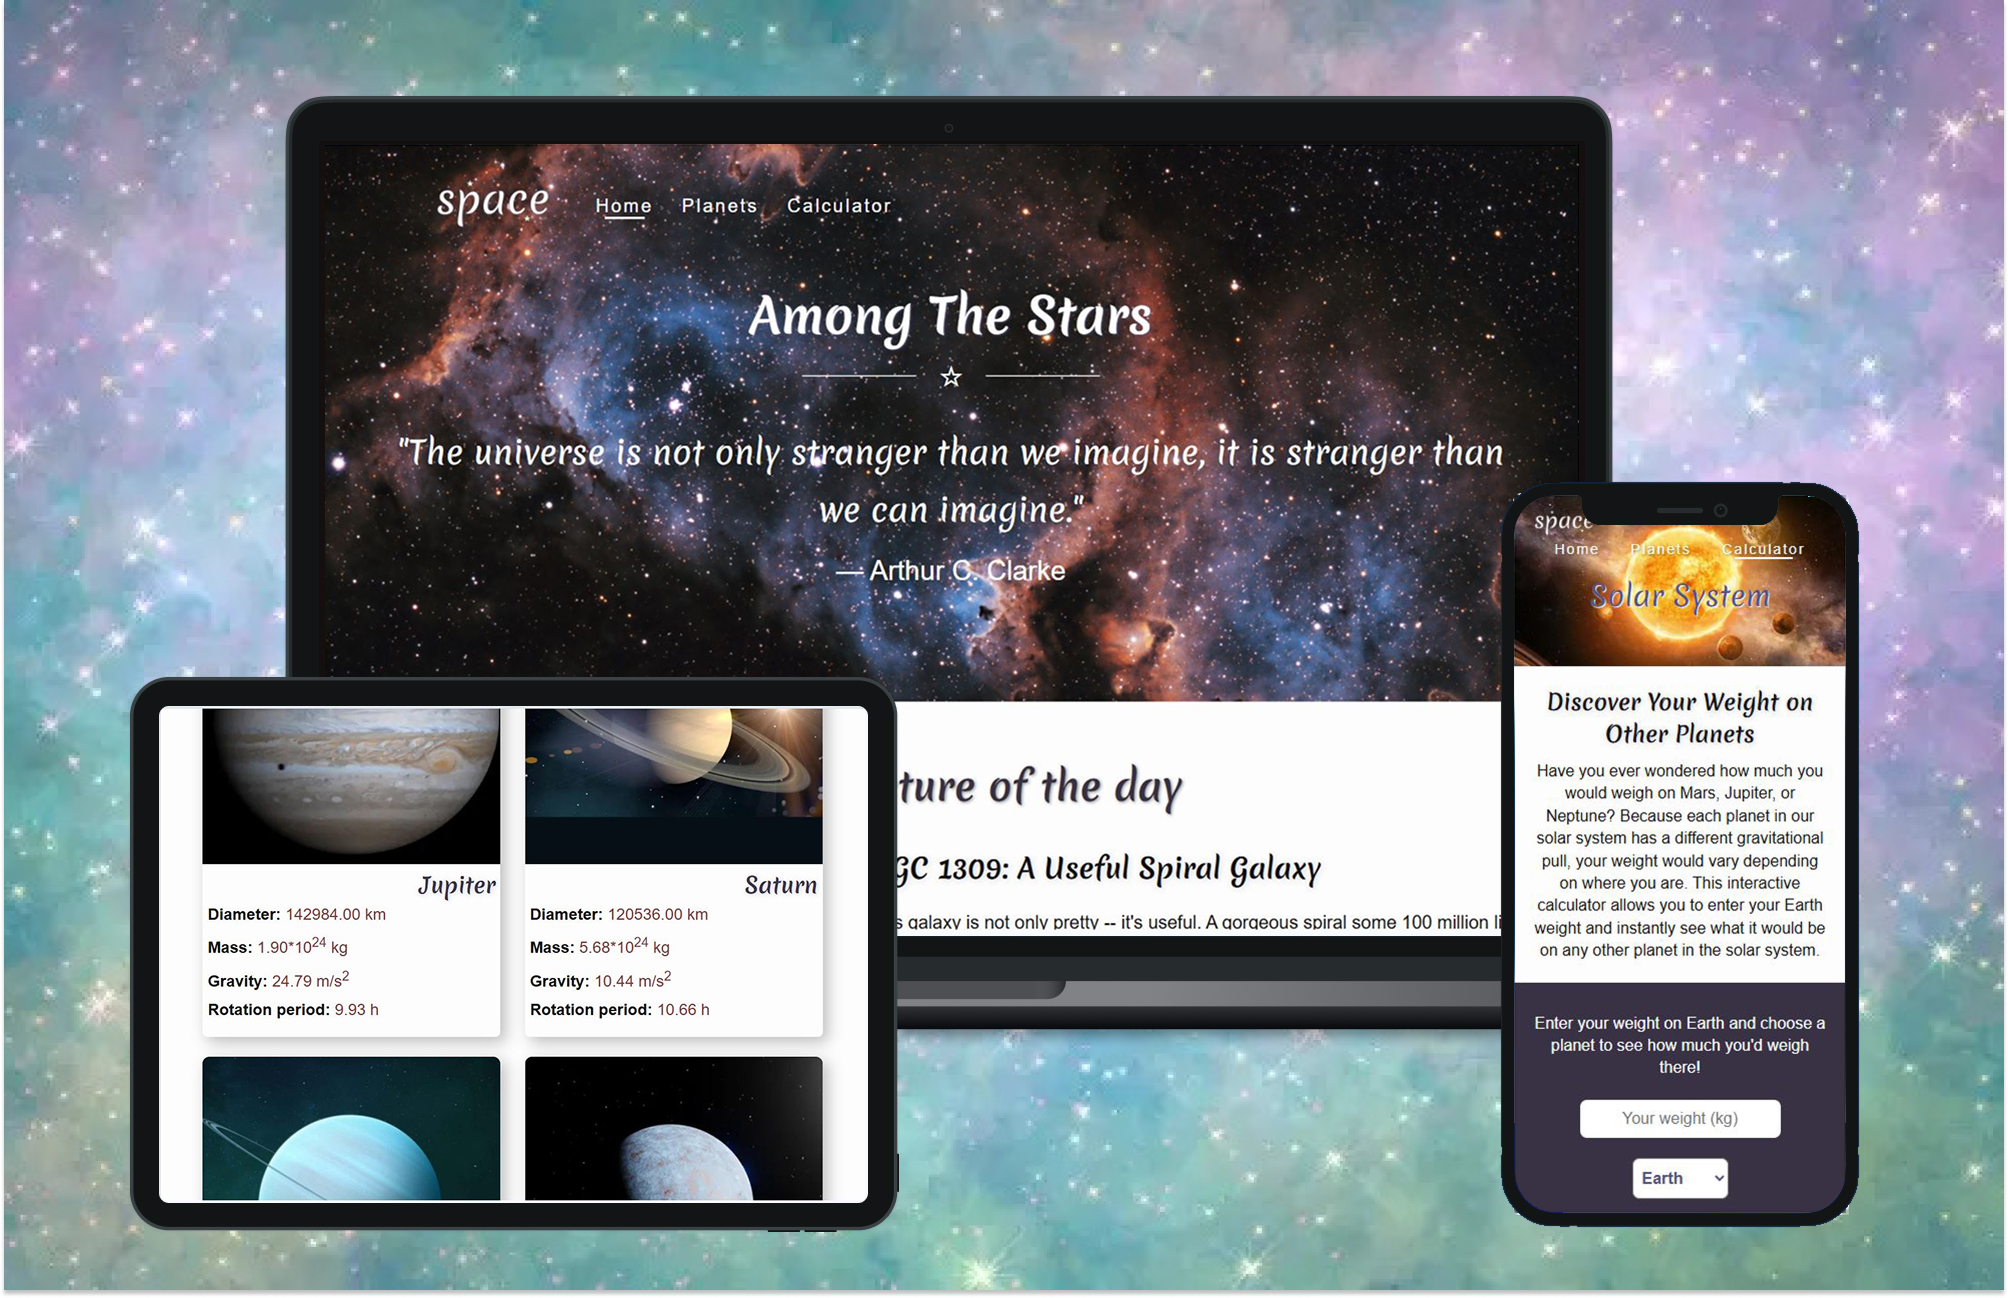 space
Home Planets Calculator
Among The Stars
"The universe is not only stranger than we imagine, it is stranger than
we can imagine."
— Arthur C. Clarke
ture of the day
GC 1309: A Useful Spiral Galaxy
s galaxy is not only pretty -- it's useful. A gorgeous spiral some 100 million li
Jupiter
Diameter: 142984.00 km
Mass: 1.90*10²⁴ kg
Gravity: 24.79 m/s²
Rotation period: 9.93 h
Saturn
Diameter: 120536.00 km
Mass: 5.68*10²⁴ kg
Gravity: 10.44 m/s²
Rotation period: 10.66 h
space
Home Planets Calculator
Solar System
Discover Your Weight on
Other Planets
Have you ever wondered how much you
would weigh on Mars, Jupiter, or
Neptune? Because each planet in our
solar system has a different gravitational
pull, your weight would vary depending
on where you are. This interactive
calculator allows you to enter your Earth
weight and instantly see what it would be
on any other planet in the solar system.
Enter your weight on Earth and choose a
planet to see how much you'd weigh
there!
Your weight (kg)
Earth